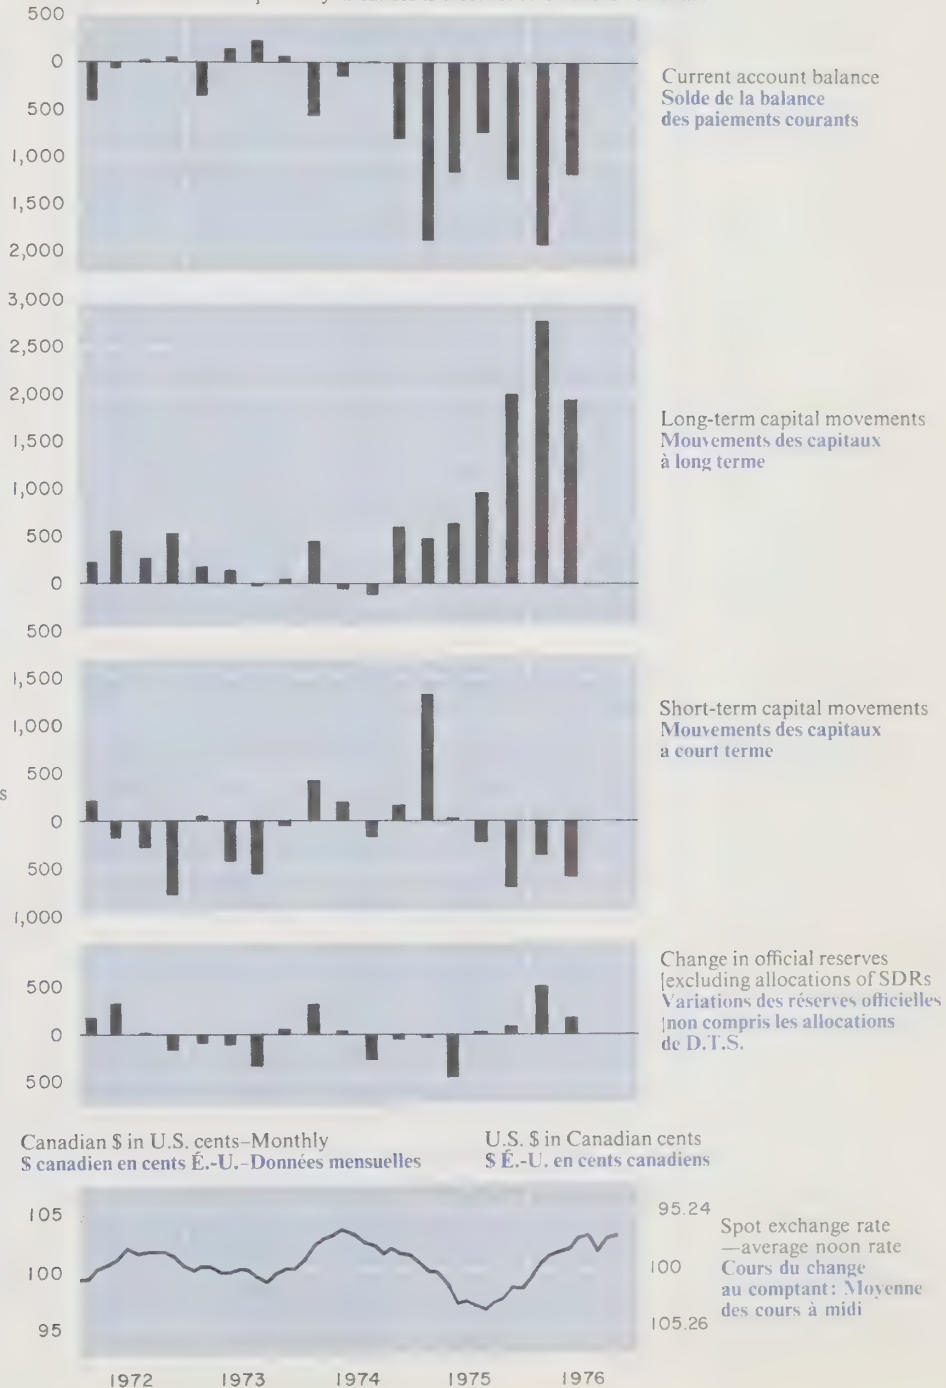 500
0
500
1,000
1,500
2,000
Current account balance
Solde de la balance
des paiements courants
3,000
2,500
2,000
1,500
1,000
500
0
500
Long-term capital movements
Mouvements des capitaux
à long terme
1,500
1,000
500
s
0
500
1,000
Short-term capital movements
Mouvements des capitaux
a court terme
500
0
500
Change in official reserves
[excluding allocations of SDRs
Variations des réserves officielles
[non compris les allocations
de D.T.S.
Canadian $ in U.S. cents–Monthly
$ canadien en cents É.-U.–Données mensuelles
U.S. $ in Canadian cents
$ É.-U. en cents canadiens
105
100
95
95.24
100
105.26
Spot exchange rate
—average noon rate
Cours du change
au comptant: Moyenne
des cours à midi
1972 1973 1974 1975 1976